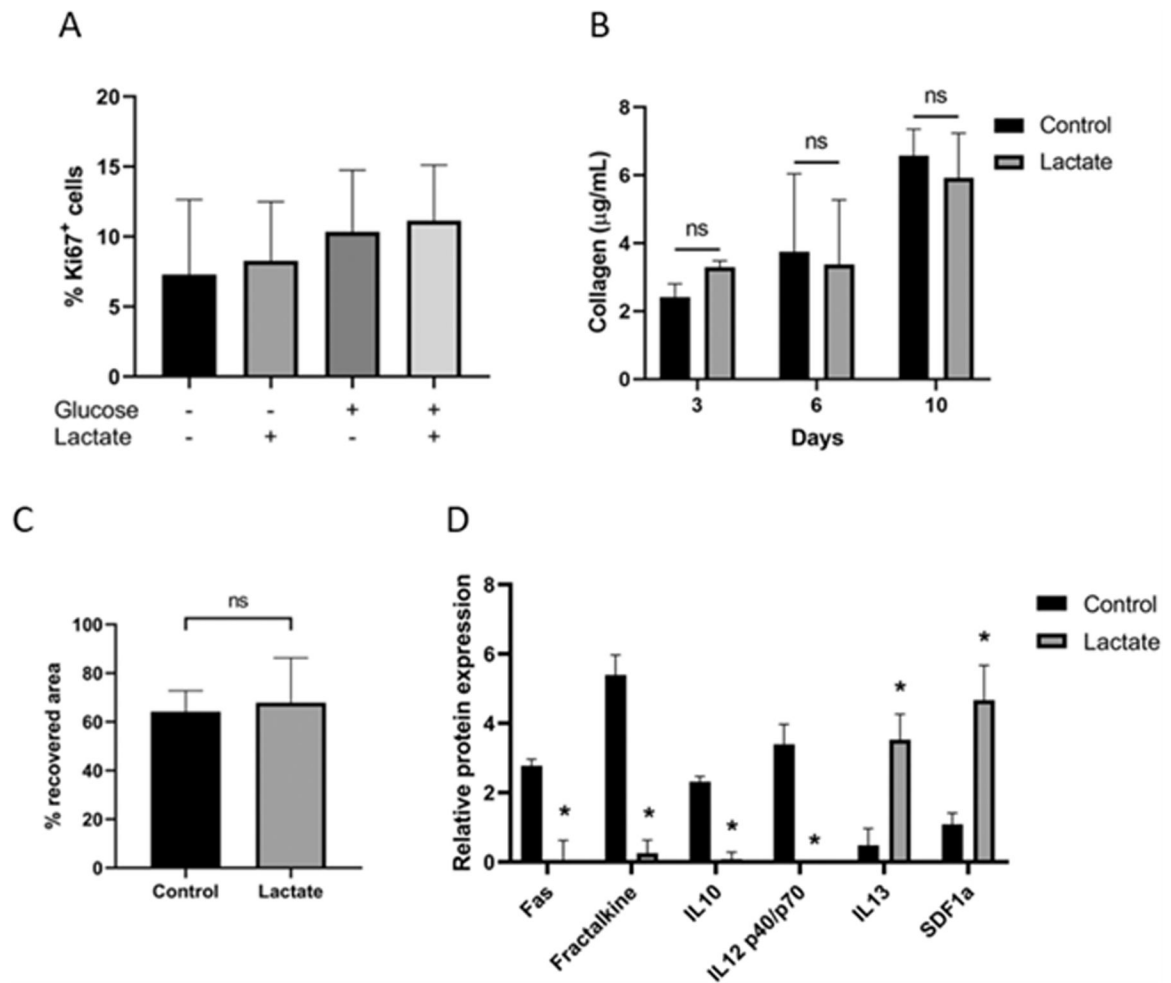 A
20
15
10
5
0
% Ki67+ cells
Glucose - - + +
Lactate - + - +
B
8
6
4
2
0
Collagen (µg/mL)
ns
ns
ns
3 6 10
Days
Control
Lactate
C
100
80
60
40
20
0
% recovered area
ns
Control Lactate
D
8
6
4
2
0
Relative protein expression
* * * * * *
Fas
Fractalkine
IL10
IL12 p40/p70
IL13
SDF1a
Control
Lactate